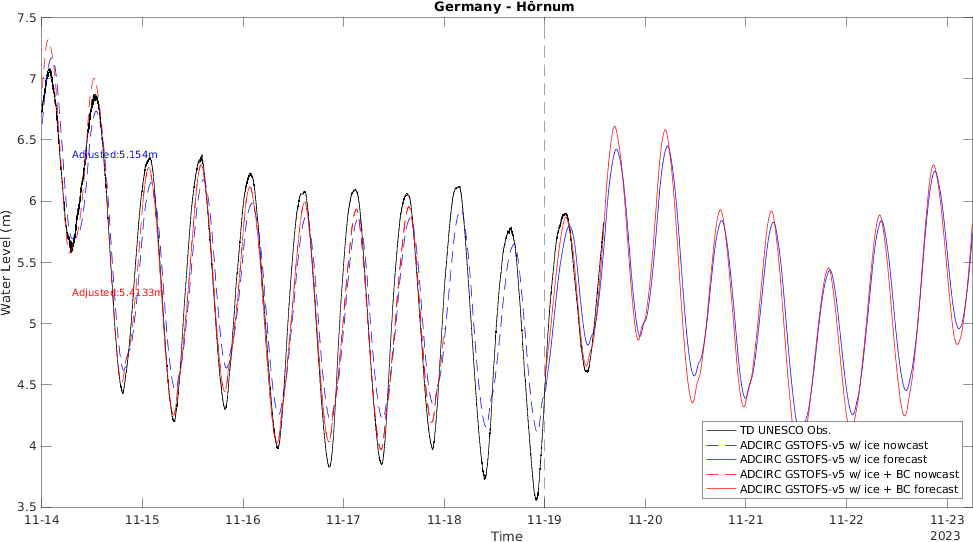 Germany - Hörnum
7.5
7
6.5
6
5.5
5
4.5
4
3.5
Water Level (m)
Adjusted:5.154m
Adjusted:5.4133m
TD UNESCO Obs.
ADCIRC GSTOFS-v5 w/ ice nowcast
ADCIRC GSTOFS-v5 w/ ice forecast
ADCIRC GSTOFS-v5 w/ ice + BC nowcast
ADCIRC GSTOFS-v5 w/ ice + BC forecast
11-14 11-15 11-16 11-17 11-18 11-19 11-20 11-21 11-22 11-23
2023
Time